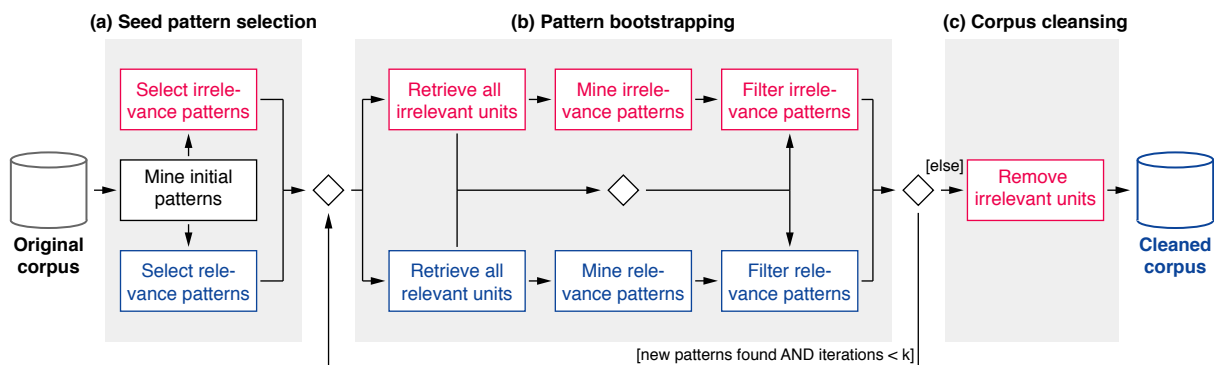 (a) Seed pattern selection
(b) Pattern bootstrapping
(c) Corpus cleansing
Select irrele-
vance patterns
Retrieve all
irrelevant units
Mine irrele-
vance patterns
Filter irrele-
vance patterns
Original
corpus
Mine initial
patterns
[else]
Remove
irrelevant units
Cleaned
corpus
Select rele-
vance patterns
Retrieve all
relevant units
Mine rele-
vance patterns
Filter rele-
vance patterns
[new patterns found AND iterations < k]